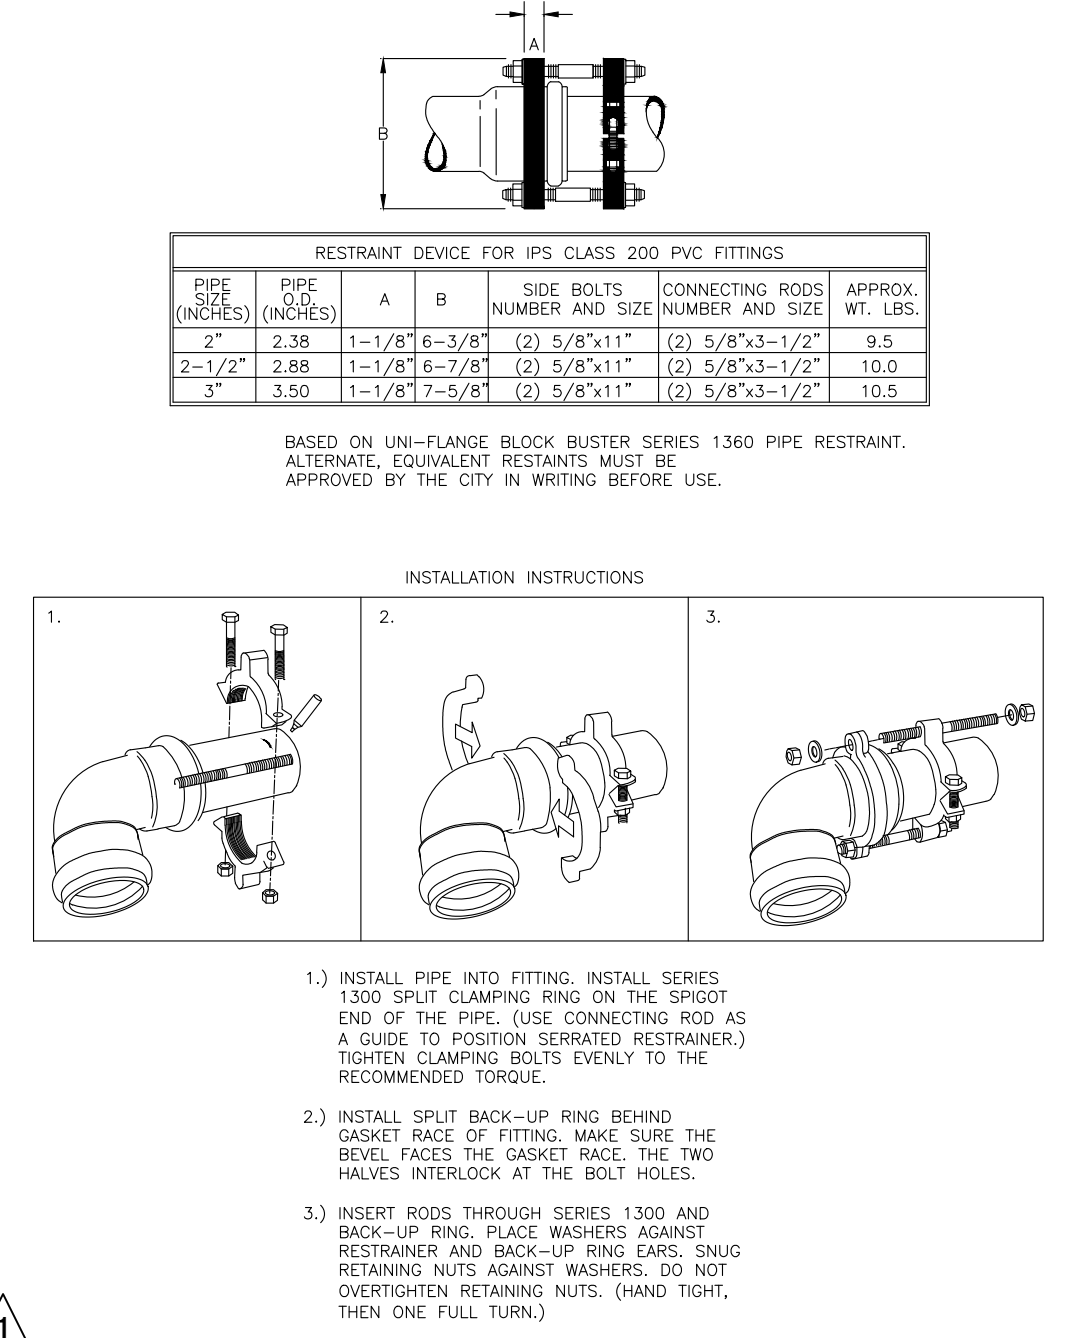 A
B
RESTRAINT DEVICE FOR IPS CLASS 200 PVC FITTINGS
PIPE SIZE (INCHES) PIPE O.D. (INCHES) A B SIDE BOLTS NUMBER AND SIZE CONNECTING RODS NUMBER AND SIZE APPROX. WT. LBS.
2" 2.38 1-1/8" 6-3/8" (2) 5/8"x11" (2) 5/8"x3-1/2" 9.5
2-1/2" 2.88 1-1/8" 6-7/8" (2) 5/8"x11" (2) 5/8"x3-1/2" 10.0
3" 3.50 1-1/8" 7-5/8" (2) 5/8"x11" (2) 5/8"x3-1/2" 10.5
BASED ON UNI-FLANGE BLOCK BUSTER SERIES 1360 PIPE RESTRAINT.
ALTERNATE, EQUIVALENT RESTAINTS MUST BE
APPROVED BY THE CITY IN WRITING BEFORE USE.
INSTALLATION INSTRUCTIONS
1. 2. 3.
1.) INSTALL PIPE INTO FITTING. INSTALL SERIES
1300 SPLIT CLAMPING RING ON THE SPIGOT
END OF THE PIPE. (USE CONNECTING ROD AS
A GUIDE TO POSITION SERRATED RESTRAINER.)
TIGHTEN CLAMPING BOLTS EVENLY TO THE
RECOMMENDED TORQUE.
2.) INSTALL SPLIT BACK-UP RING BEHIND
GASKET RACE OF FITTING. MAKE SURE THE
BEVEL FACES THE GASKET RACE. THE TWO
HALVES INTERLOCK AT THE BOLT HOLES.
3.) INSERT RODS THROUGH SERIES 1300 AND
BACK-UP RING. PLACE WASHERS AGAINST
RESTRAINER AND BACK-UP RING EARS. SNUG
RETAINING NUTS AGAINST WASHERS. DO NOT
OVERTIGHTEN RETAINING NUTS. (HAND TIGHT,
THEN ONE FULL TURN.)
1